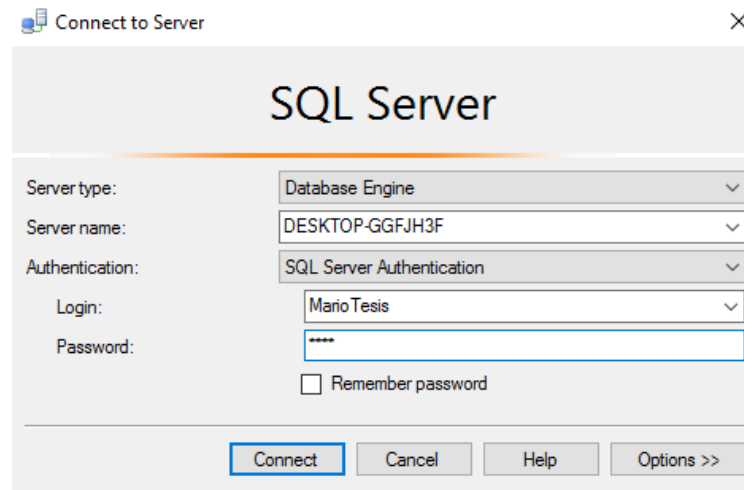 Connect to Server
SQL Server
Server type: Database Engine
Server name: DESKTOP-GGFJH3F
Authentication: SQL Server Authentication
Login: MarioTesis
Password: ****
Remember password
Connect Cancel Help Options >>